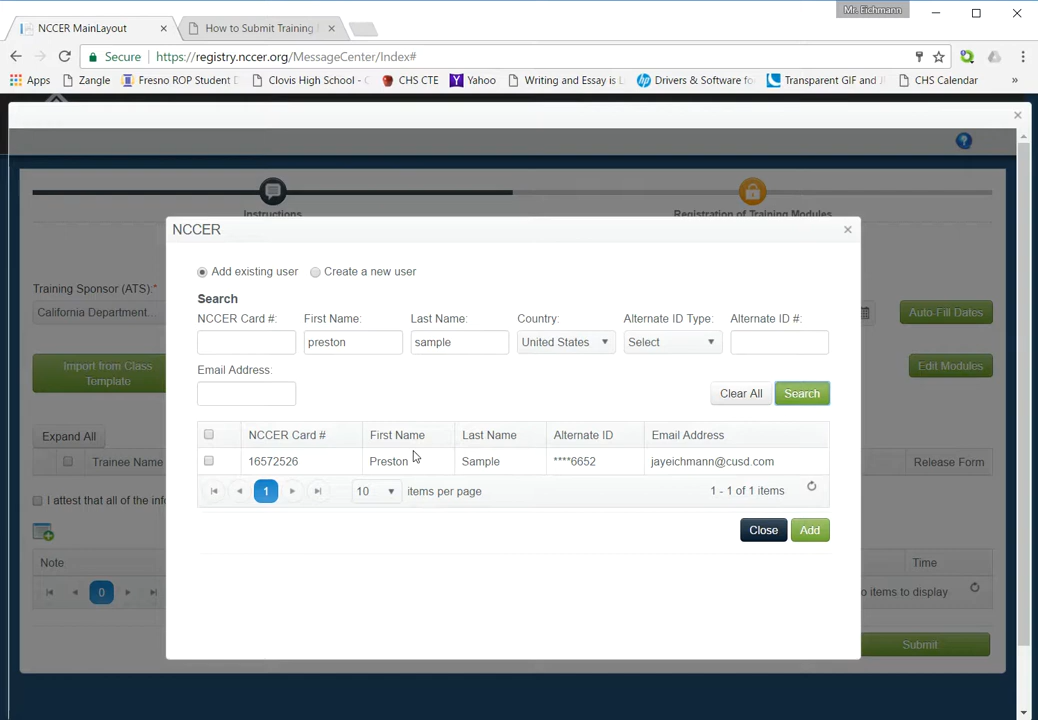 Mr. Eichmann
NCCER MainLayout
How to Submit Training
Secure https://registry.nccer.org/MessageCenter/Index#
Apps Zangle Fresno ROP Student D Clovis High School - C CHS CTE Yahoo Writing and Essay is L Drivers & Software fo Transparent GIF and CHS Calendar »
Instructions Registration of Training Modules
NCCER
Add existing user Create a new user
Training Sponsor (ATS):*
Search
California Department...
NCCER Card #: First Name: Last Name: Country: Alternate ID Type: Alternate ID #:
Auto-Fill Dates
preston sample United States Select
Import from Class Template
Edit Modules
Email Address:
Clear All Search
Expand All
NCCER Card # First Name Last Name Alternate ID Email Address
Trainee Name Release Form
16572526 Preston Sample ****6652 jayeichmann@cusd.com
1 10 items per page 1 - 1 of 1 items
I attest that all of the
Close Add
Note Time
0 items to display
Submit